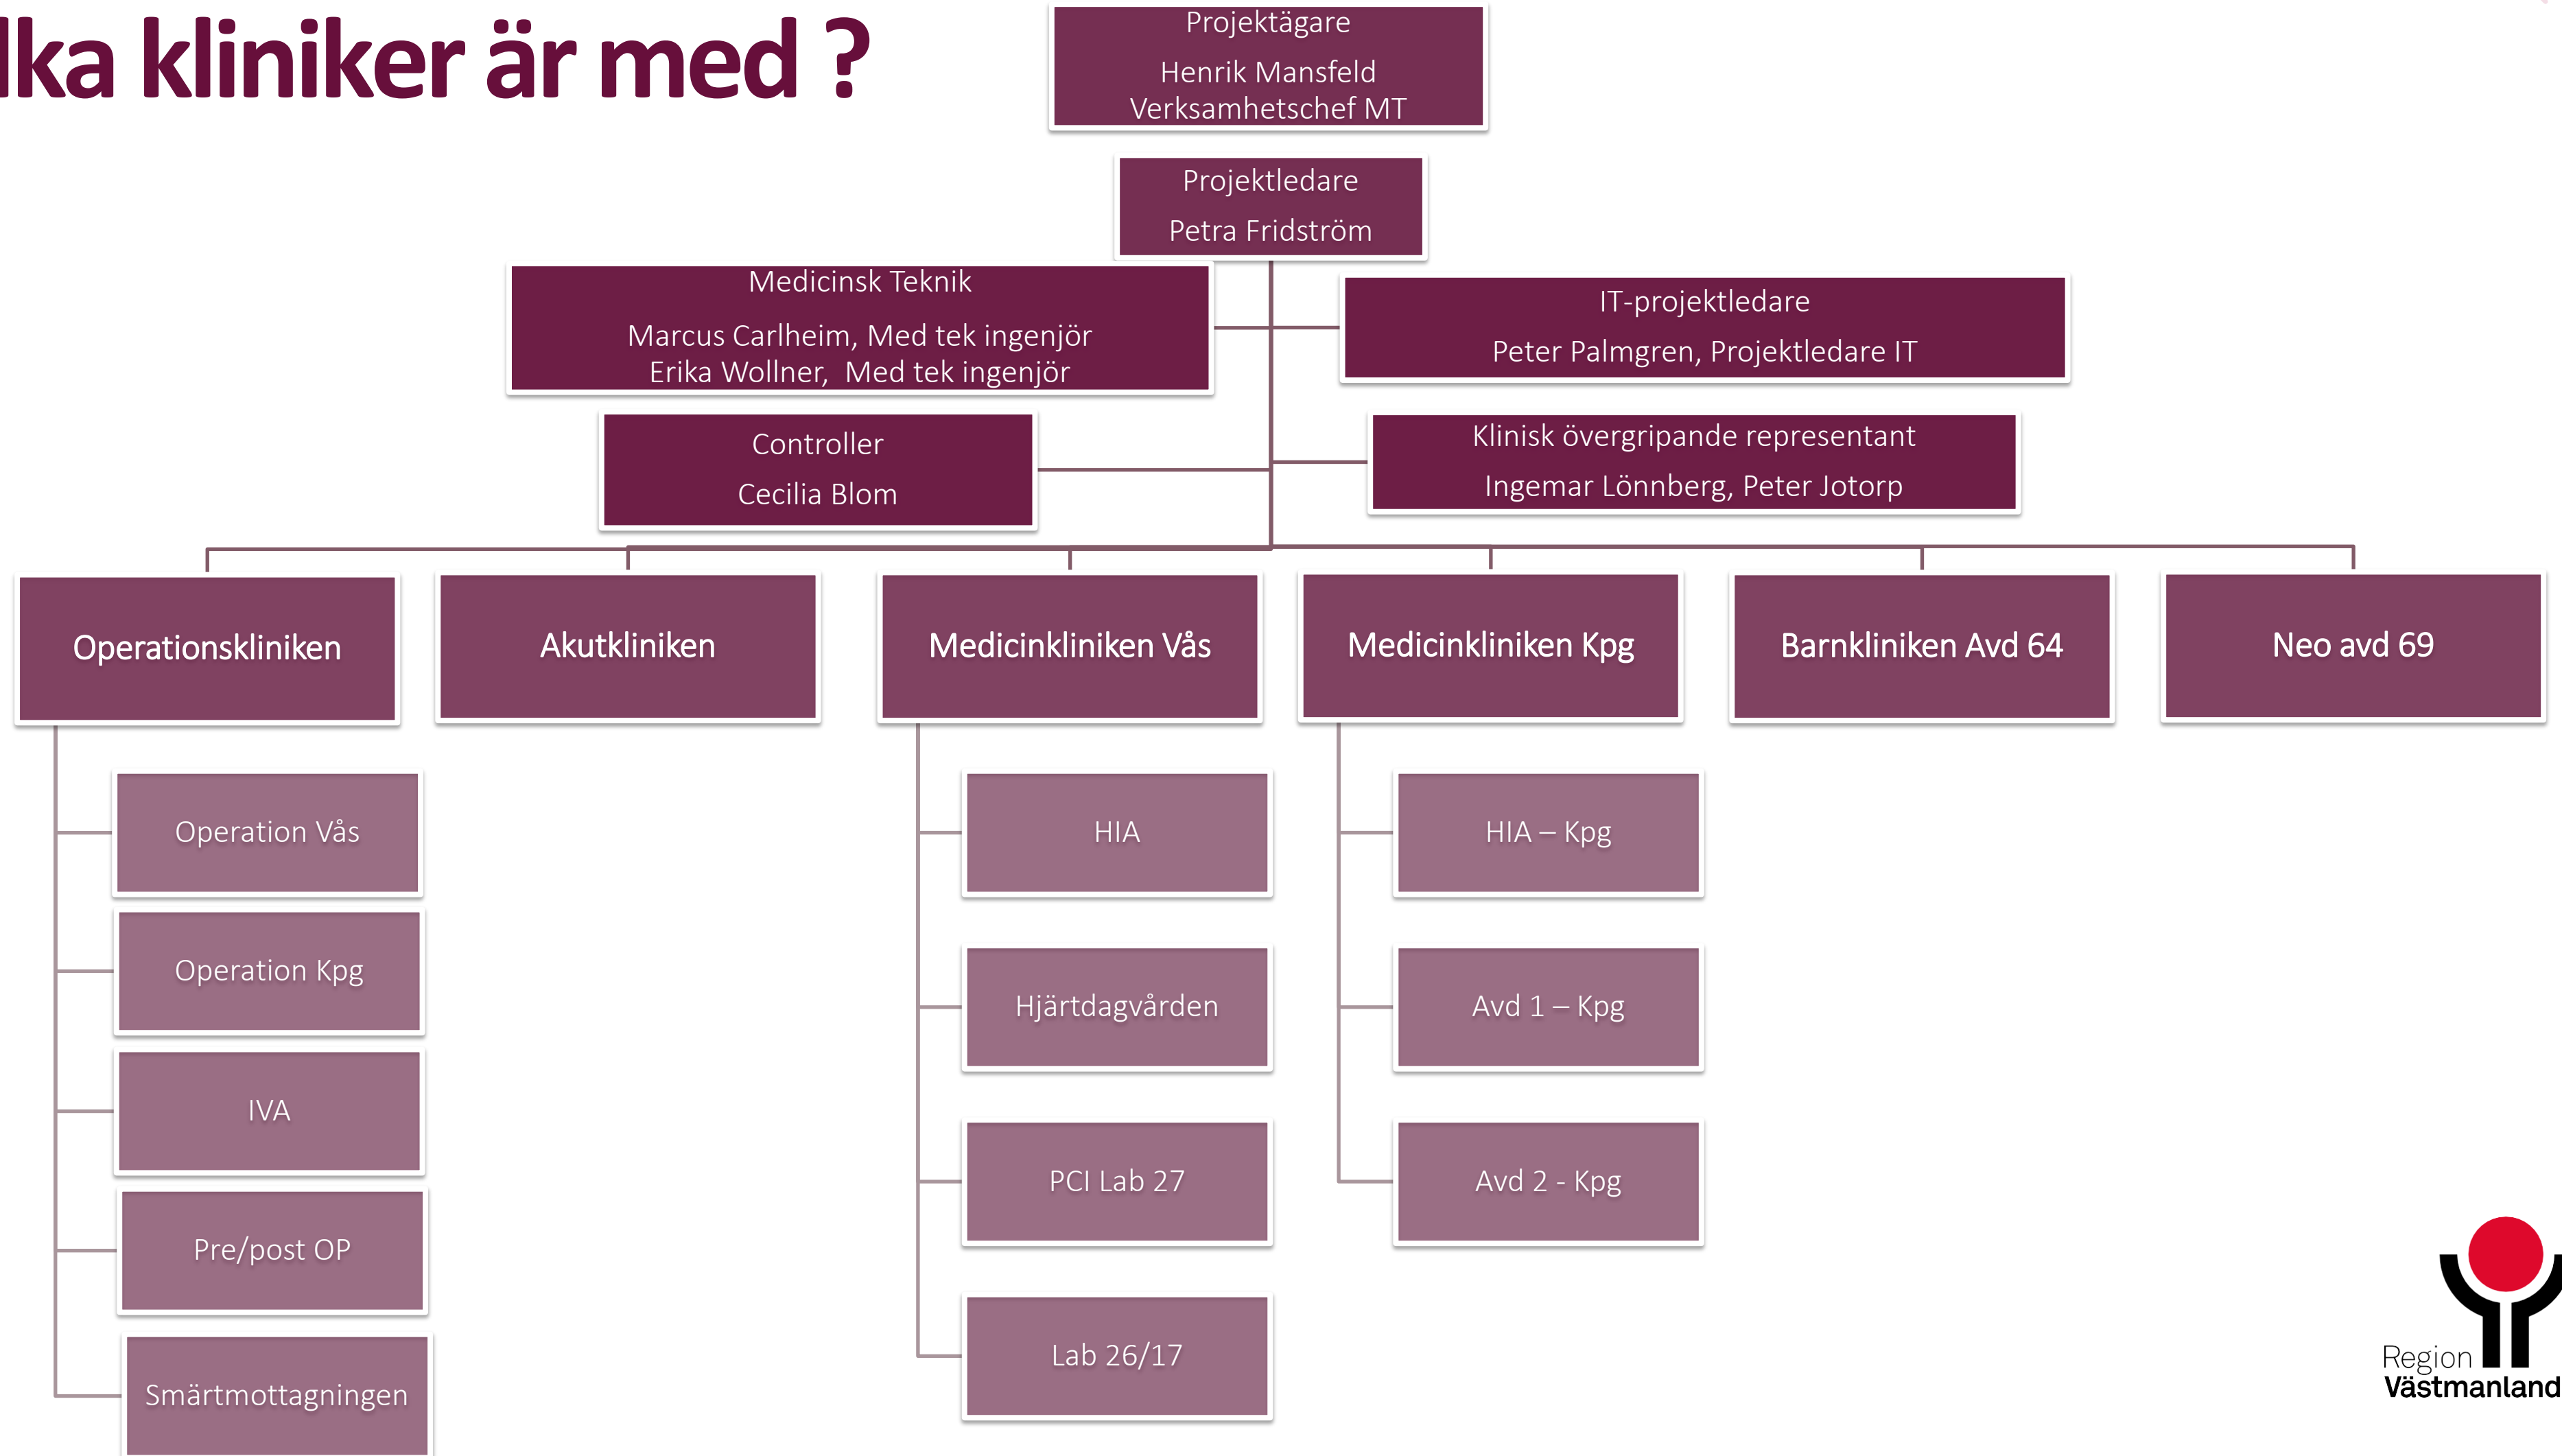 lka kliniker är med ?
Projektägare
Henrik Mansfeld
Verksamhetschef MT
Projektledare
Petra Fridström
Medicinsk Teknik
Marcus Carlheim, Med tek ingenjör
Erika Wollner, Med tek ingenjör
IT-projektledare
Peter Palmgren, Projektledare IT
Controller
Cecilia Blom
Klinisk övergripande representant
Ingemar Lönnberg, Peter Jotorp
Operationskliniken
Akutkliniken
Medicinkliniken Vås
Medicinkliniken Kpg
Barnkliniken Avd 64
Neo avd 69
Operation Vås
Operation Kpg
IVA
Pre/post OP
Smärtmottagningen
HIA
Hjärtdagvården
PCI Lab 27
Lab 26/17
HIA – Kpg
Avd 1 – Kpg
Avd 2 - Kpg
Region
Västmanland